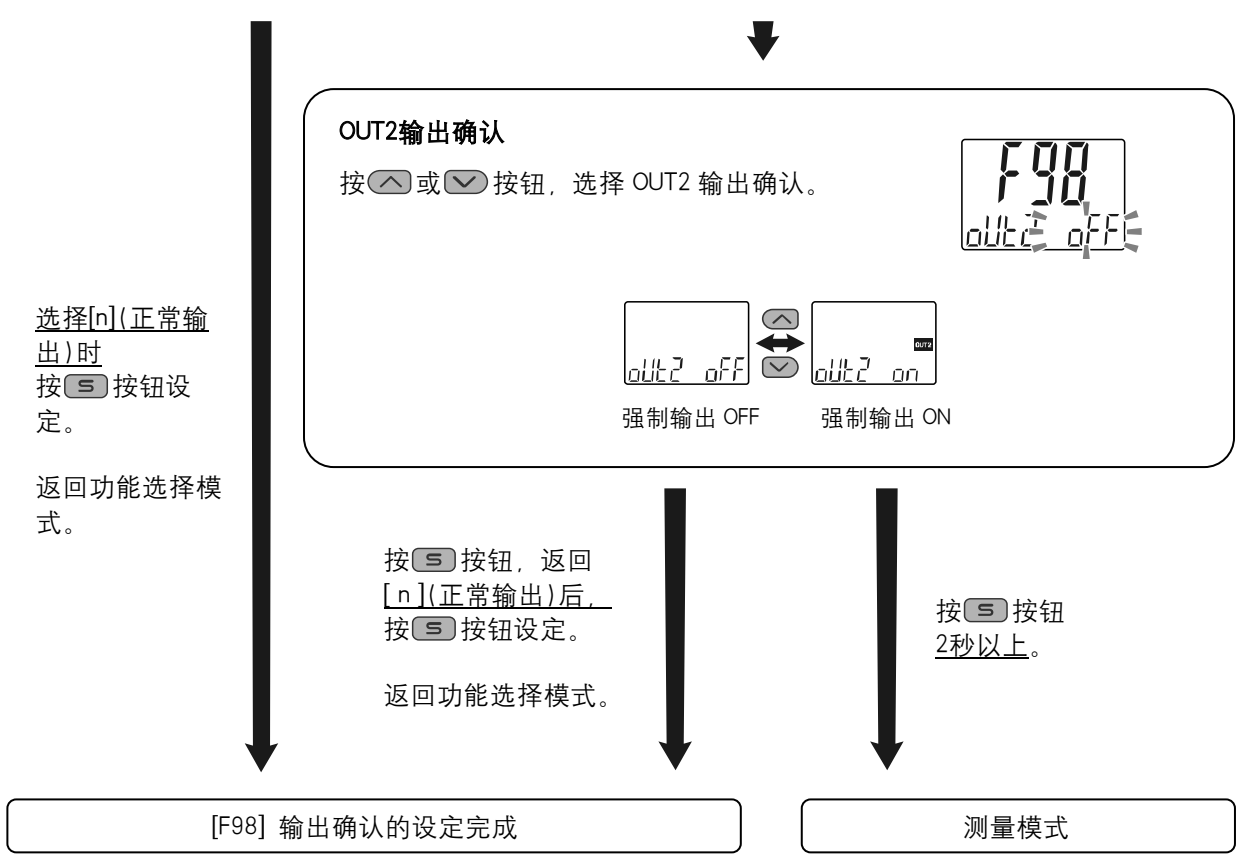 OUT2输出确认
按 或 按钮，选择 OUT2 输出确认。
F98
oUt2 oFF
选择[n](正常输
出)时
按 S 按钮设
定。
返回功能选择模
式。
OUT2
oUt2 oFF
oUt2 on
强制输出 OFF
强制输出 ON
按 S 按钮，返回
[ n ](正常输出)后，
按 S 按钮设定。
返回功能选择模式。
按 S 按钮
2秒以上。
[F98] 输出确认的设定完成
测量模式